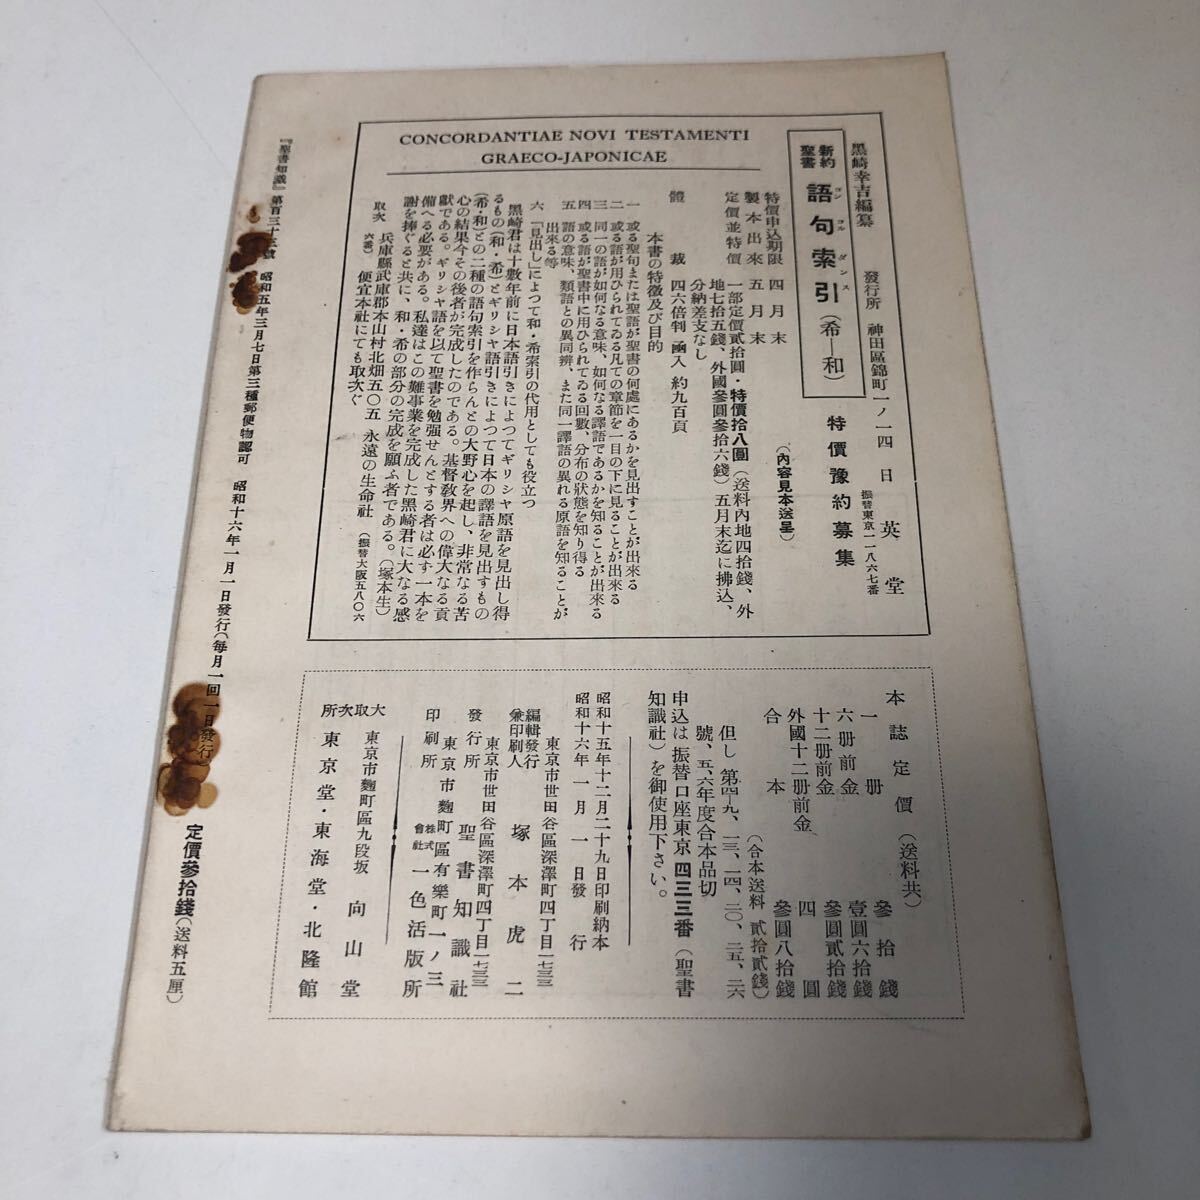 黑崎幸吉編纂
發行所 神田區錦町一ノ一四 日英堂
振替東京一一八六七番
新約聖書 語句索引(希―和)
コンコルダンス
特價豫約募集
CONCORDANTIAE NOVI TESTAMENTI
GRAECO-JAPONICAE
特價申込期限 四月末
製本出來 五月末
(內容見本送呈)
定價並特價 一部定價貳拾圓・特價拾八圓(送料內地四拾錢、外
地七拾五錢、外國參圓參拾六錢)五月末迄に拂込、
分納差支なし
體裁 四六倍判 函入 約九百頁
本書の特徵及び目的
一 或る聖句または聖語が聖書の何處にあるかを見出すことが出來る
二 或る語が用ひられてゐる凡ての章節を一目の下に見ることが出來る
三 同一の語が如何なる意味、如何なる譯語であるかを知ることが出來る
四 或る語が聖書中に用ひられてゐる回數、分布の狀態を知り得る
五 語の意味、類語との異同辨、また同一譯語の異れる原語を知ることが
出來る等
六 「見出し」によつて和・希索引の代用としても役立つ
黑崎君は十數年前に日本語引きによつてギリシヤ原語を見出し得
るもの(和・希)とギリシヤ語引きによつて日本の譯語を見出すもの
(希・和)との二種の語句索引を作らんとの大野心を起し、非常なる苦
心の結果今その後者が完成したのである。基督敎界への偉大なる貢
獻である。ギリシヤ語を以て聖書を勉强せんとする者は必ず一本を
備へる必要がある。私達はこの難事業を完成した黑崎君に大なる感
謝を捧ぐると共に、和・希の部分の完成を願ふ者である。(塚本生)
取次 兵庫縣武庫郡本山村北畑五〇五 永遠の生命社(振替大阪五八〇六
六番) 便宜本社にても取次ぐ
本誌定價(送料共)
一冊 參拾錢
六冊前金 壹圓六拾錢
十二冊前金 參圓貳拾錢
外國十二冊前金 四圓
合本 參圓八拾錢
(合本送料 貳拾貳錢)
但し 第四―九、一三、一四、二〇、二五、二六
號、五、六年度合本品切
申込は振替口座東京四三三番(聖書
知識社)を御使用下さい。
昭和十五年十二月二十九日印刷納本
昭和十六年一月一日發行
東京市世田谷區深澤町四丁目一七三三
編輯發行兼印刷人 塚本虎二
東京市世田谷區深澤町四丁目一七三三
發行所 聖書知識社
東京市麴町區有樂町一ノ三
印刷所 株式會社 一色活版所
東京市麴町區九段坂 向山堂
大取次所 東京堂・東海堂・北隆館
『聖書知識』第百三十三號 昭和五年三月七日第三種郵便物認可 昭和十六年一月一日發行(每月一回一日發行) 定價參拾錢(送料五厘)